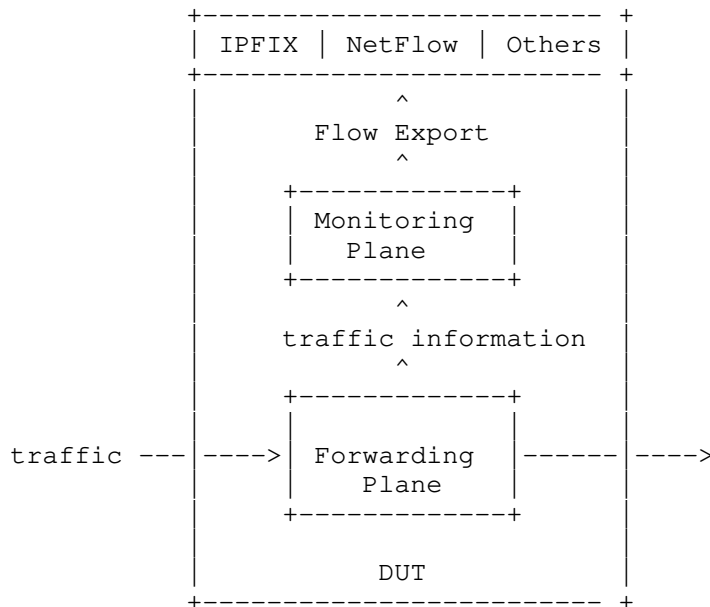 IPFIX | NetFlow | Others
Flow Export
Monitoring
Plane
traffic information
traffic
Forwarding
Plane
DUT